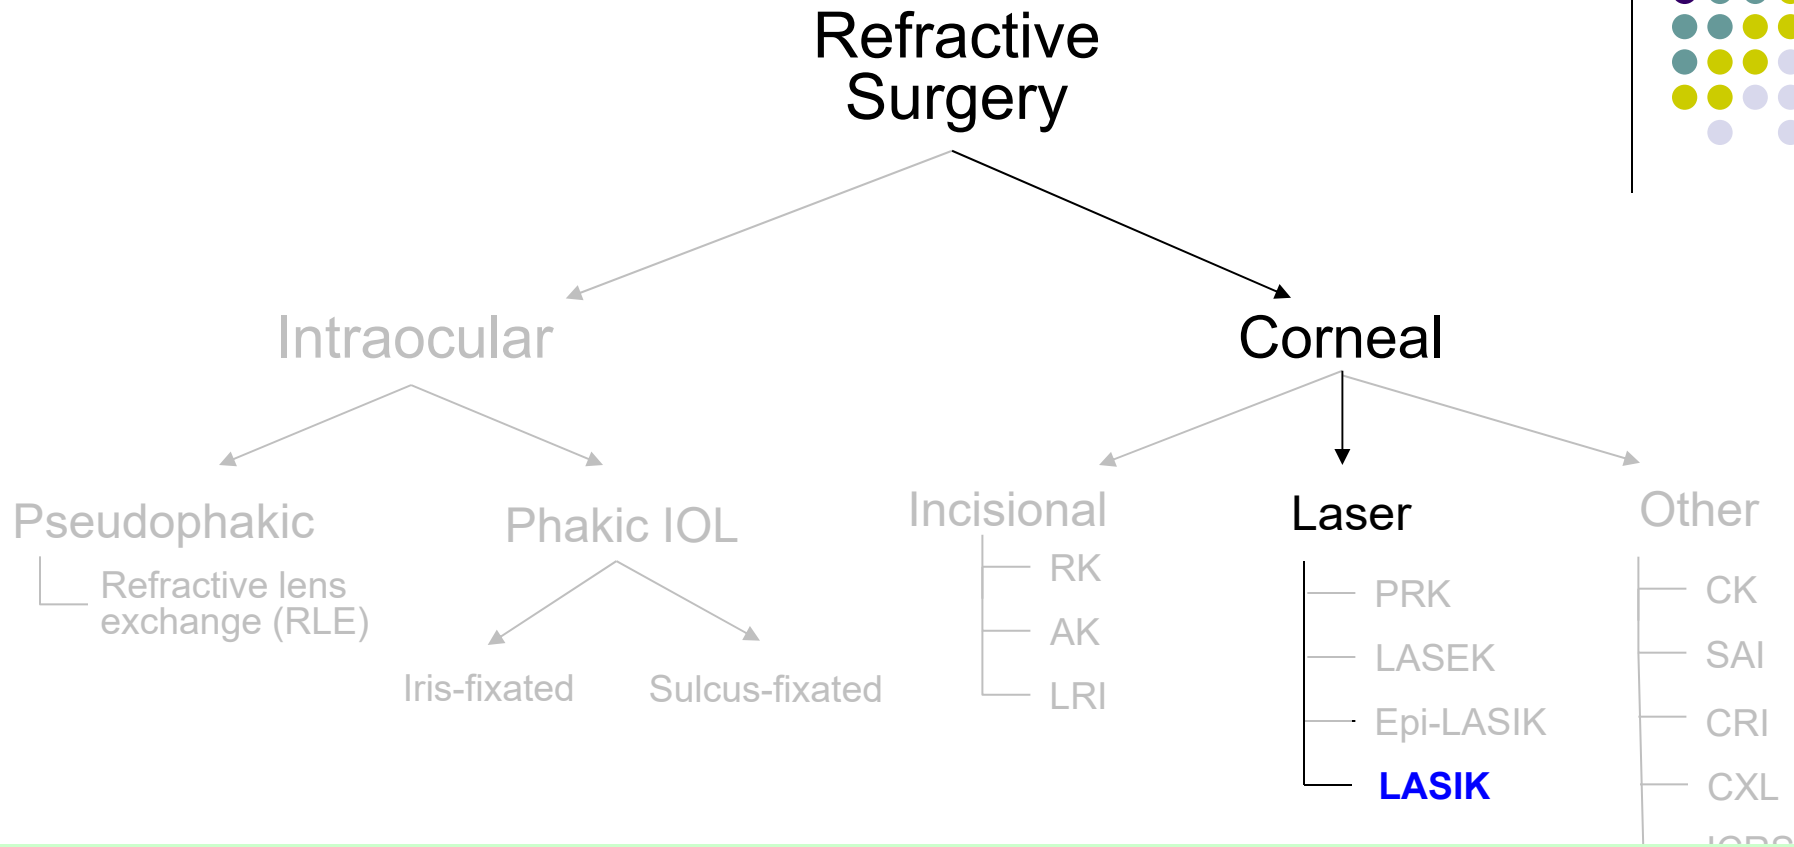 Refractive
Surgery
Intraocular
Corneal
Pseudophakic
Refractive lens
exchange (RLE)
Phakic IOL
Iris-fixated
Sulcus-fixated
Incisional
RK
AK
LRI
Laser
PRK
LASEK
Epi-LASIK
LASIK
Other
CK
SAI
CRI
CXL